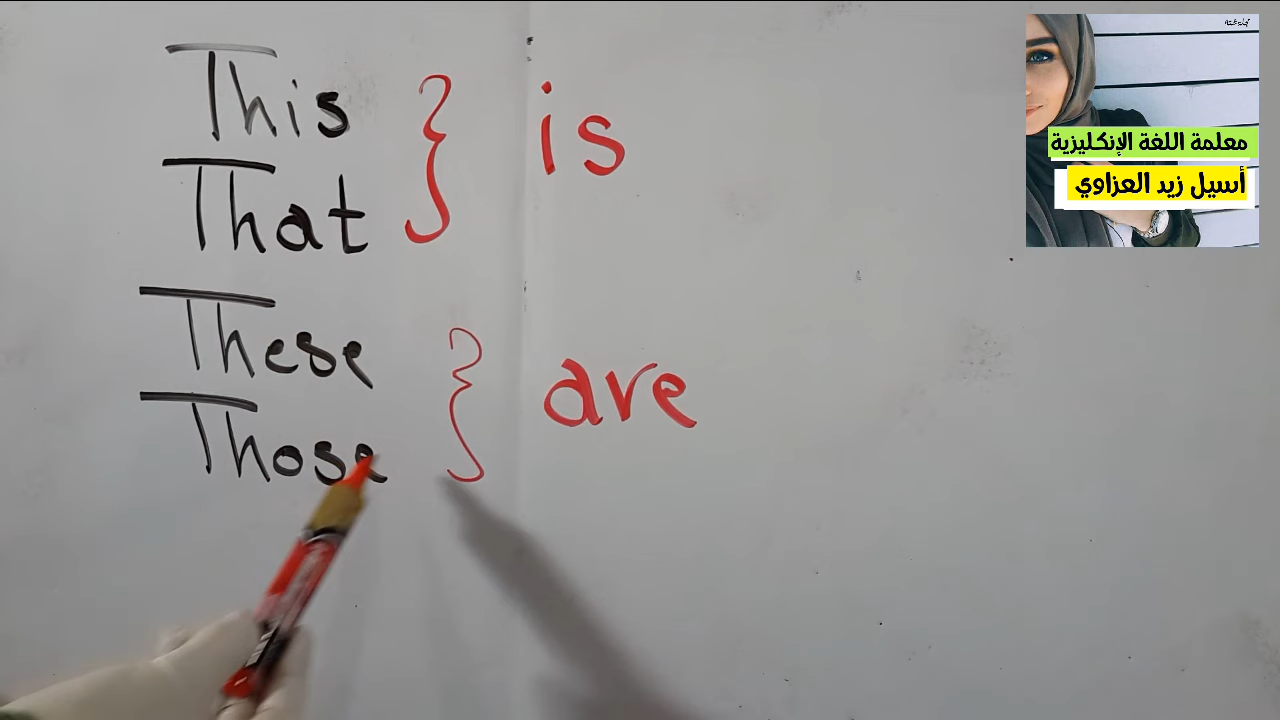 This
That
} is
These
Those
} are
معلمة اللغة الإنكليزية
أسيل زيد العزاوي